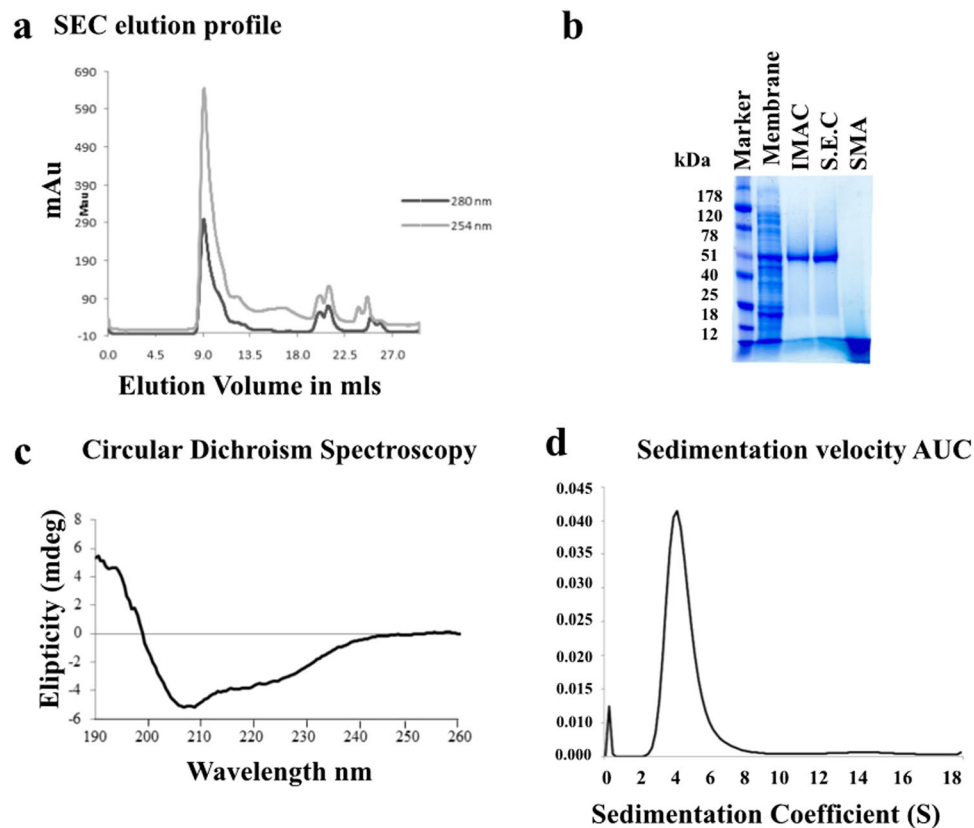 a SEC elution profile
690
590
490
390
290
190
90
-10
mAu
Mau
280 nm
254 nm
0.0 4.5 9.0 13.5 18.0 22.5 27.0
Elution Volume in mls
b
kDa
Marker
Membrane
IMAC
S.E.C
SMA
178
120
78
51
40
25
18
12
c Circular Dichroism Spectroscopy
8
6
4
2
0
-2
-4
-6
Elipticity (mdeg)
190 200 210 220 230 240 250 260
Wavelength nm
d Sedimentation velocity AUC
0.045
0.040
0.035
0.030
0.020
0.015
0.010
0.000
0 2 4 6 8 10 12 14 16 18
Sedimentation Coefficient (S)